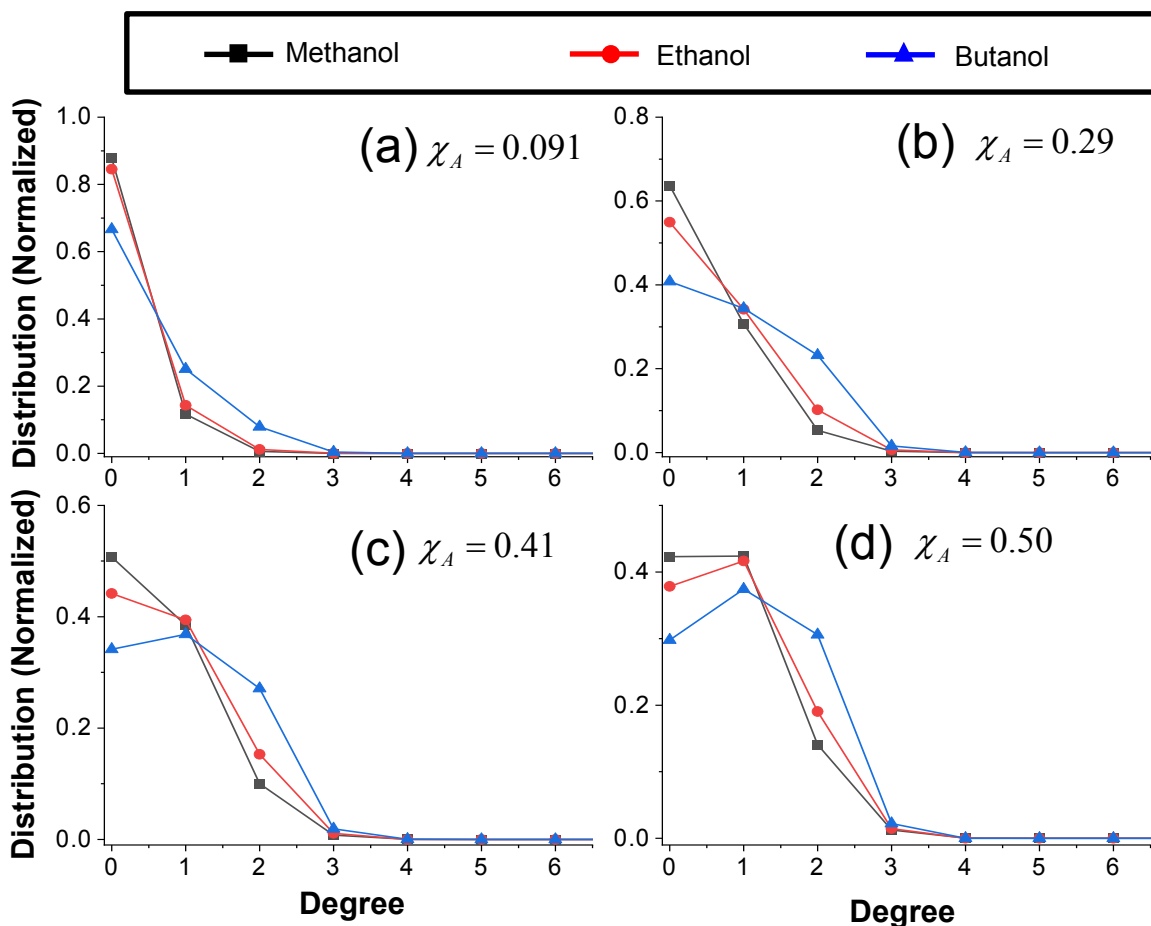 Methanol Ethanol Butanol
(a) χA = 0.091
(b) χA = 0.29
Distribution (Normalized)
1.0
0.8
0.6
0.4
0.2
0.0
0 1 2 3 4 5 6
0.8
0.6
0.4
0.2
0.0
0 1 2 3 4 5 6
(c) χA = 0.41
(d) χA = 0.50
Distribution (Normalized)
0.6
0.4
0.2
0.0
0 1 2 3 4 5 6
Degree
0.4
0.2
0.0
0 1 2 3 4 5 6
Degree